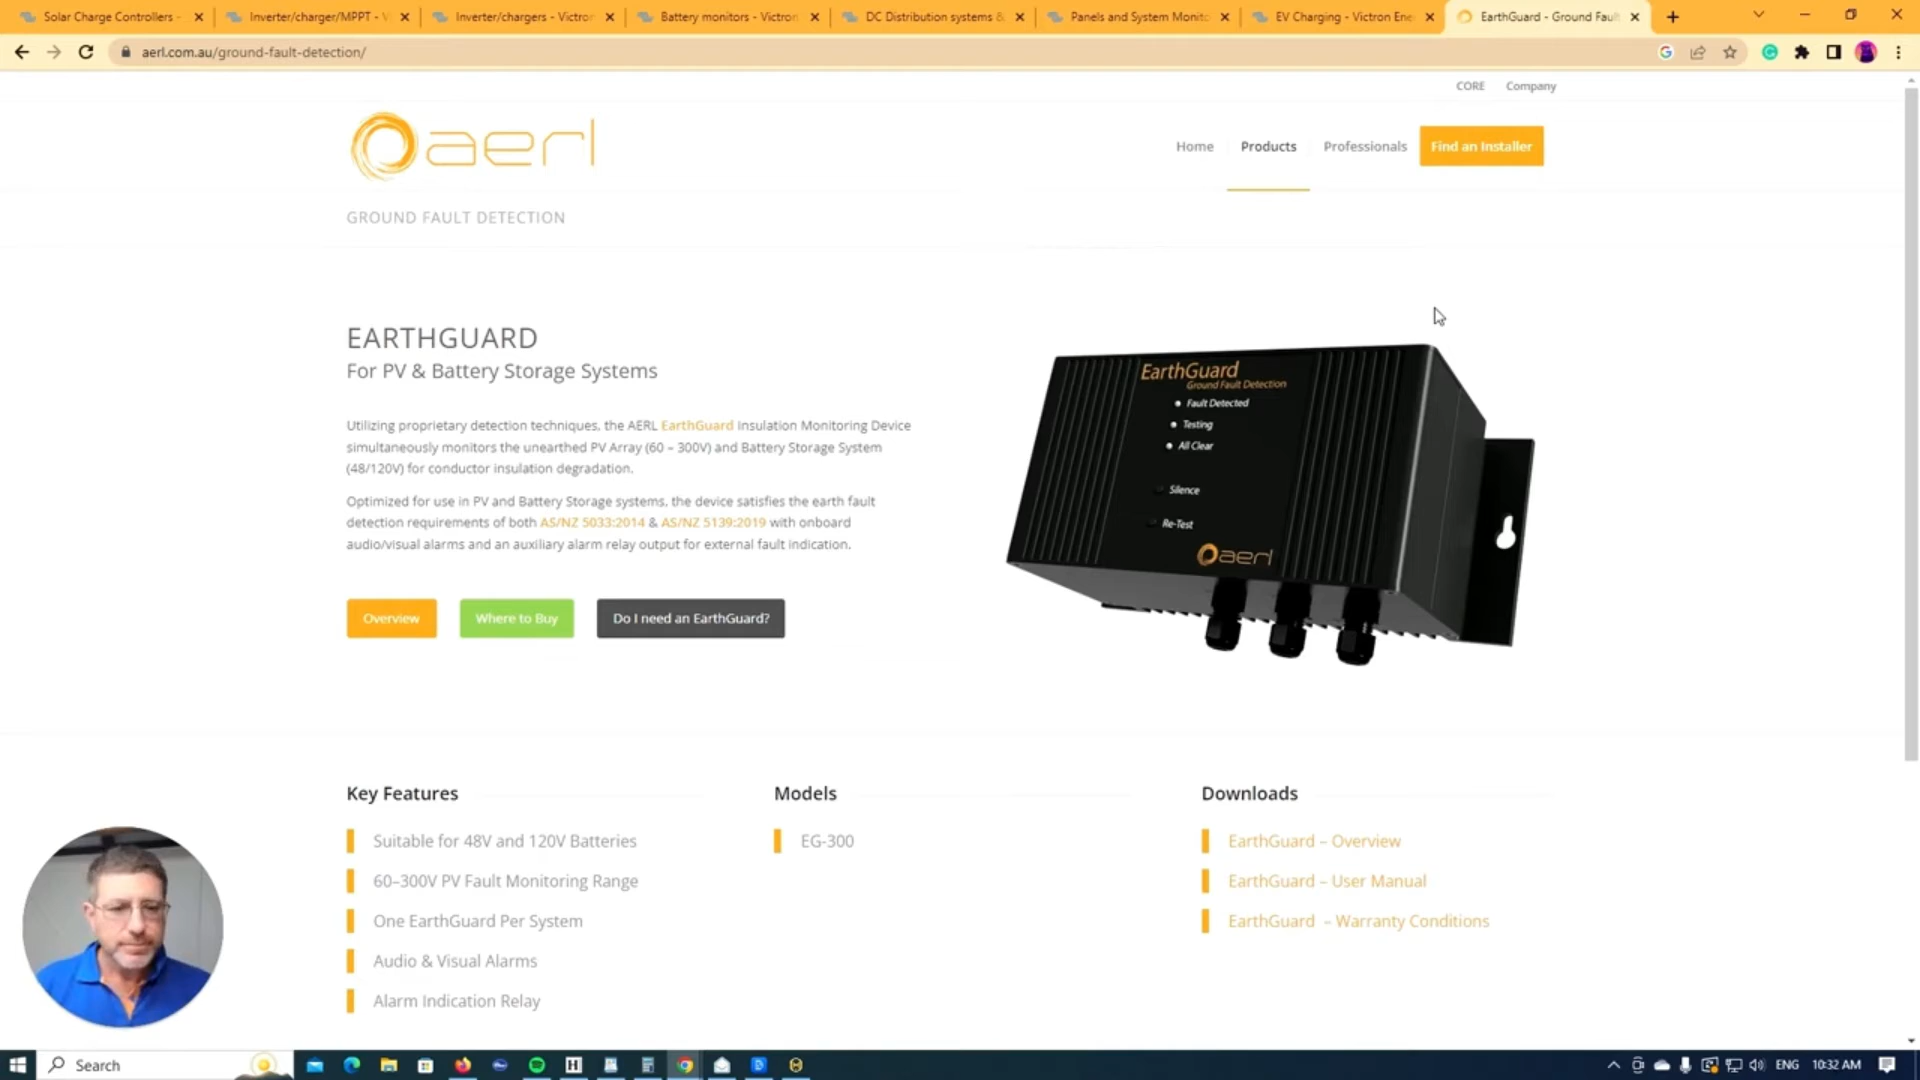 Solar Charge Controllers -
Inverter/charger/MPPT - V
Inverter/chargers - Victron
Battery monitors - Victron
DC Distribution systems &
Panels and System Monito
EV Charging - Victron Ene
EarthGuard - Ground Fault
aerl.com.au/ground-fault-detection/
CORE Company
aerl
Home Products Professionals Find an Installer
GROUND FAULT DETECTION
EARTHGUARD
For PV & Battery Storage Systems
Utilizing proprietary detection techniques, the AERL EarthGuard Insulation Monitoring Device
simultaneously monitors the unearthed PV Array (60 – 300V) and Battery Storage System
(48/120V) for conductor insulation degradation.
Optimized for use in PV and Battery Storage systems, the device satisfies the earth fault
detection requirements of both AS/NZ 5033:2014 & AS/NZ 5139:2019 with onboard
audio/visual alarms and an auxiliary alarm relay output for external fault indication.
Overview
Where to Buy
Do I need an EarthGuard?
EarthGuard
Ground Fault Detection
Fault Detected
Testing
All Clear
Silence
Re-Test
aerl
Key Features
Suitable for 48V and 120V Batteries
60–300V PV Fault Monitoring Range
One EarthGuard Per System
Audio & Visual Alarms
Alarm Indication Relay
Models
EG-300
Downloads
EarthGuard – Overview
EarthGuard – User Manual
EarthGuard – Warranty Conditions
Search
ENG
10:32 AM